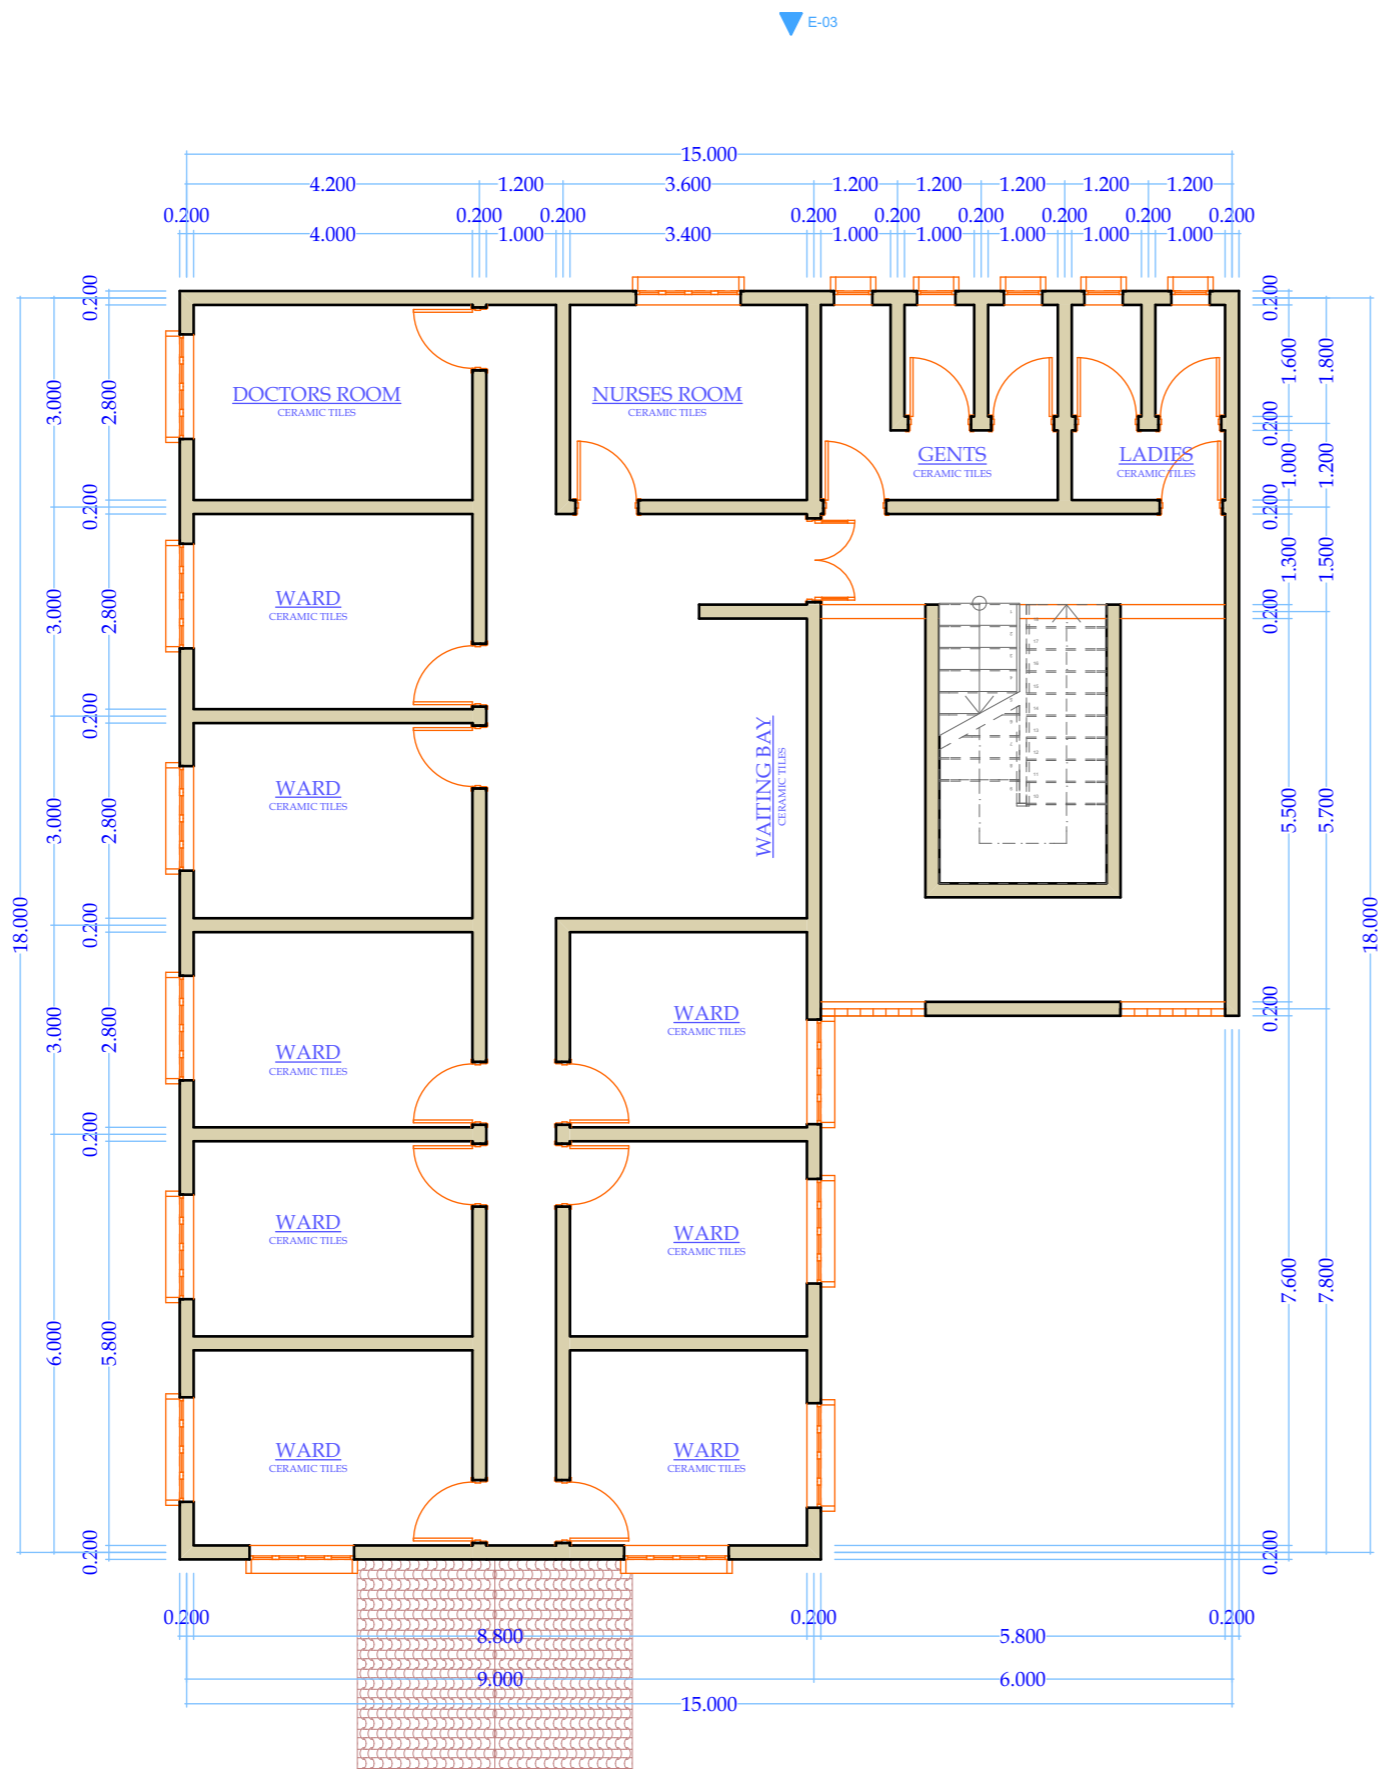 E-03
15.000
4.200 1.200 3.600 1.200 1.200 1.200 1.200 1.200
0.200 0.200 0.200 0.200 0.200 0.200 0.200 0.200 0.200
4.000 1.000 3.400 1.000 1.000 1.000 1.000 1.000
0.200
3.000
2.800
0.200
3.000
2.800
0.200
3.000
2.800
18.000
0.200
3.000
2.800
0.200
6.000
5.800
0.200
DOCTORS ROOM
CERAMIC TILES
NURSES ROOM
CERAMIC TILES
GENTS
CERAMIC TILES
LADIES
CERAMIC TILES
WARD
CERAMIC TILES
WARD
CERAMIC TILES
WAITING BAY
CERAMIC TILES
WARD
CERAMIC TILES
WARD
CERAMIC TILES
WARD
CERAMIC TILES
WARD
CERAMIC TILES
WARD
CERAMIC TILES
WARD
CERAMIC TILES
0.200
1.600
1.800
0.200
1.000
1.200
0.200
1.300
1.500
0.200
5.500
5.700
18.000
0.200
7.600
7.800
0.200
0.200 0.200 0.200
8.800 5.800
9.000 6.000
15.000